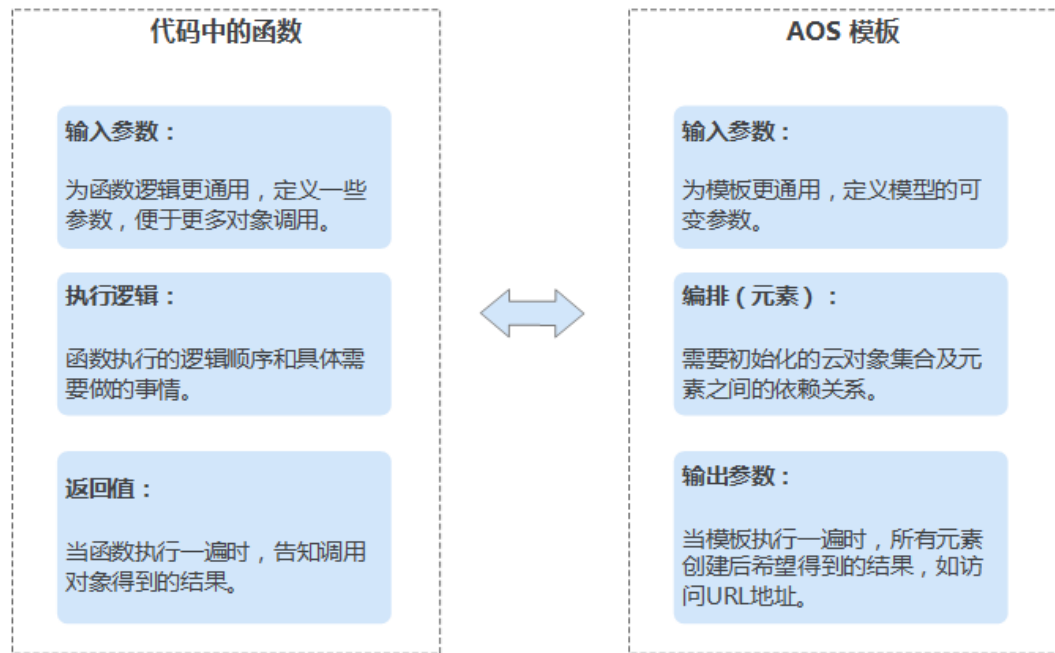 代码中的函数
输入参数：
为函数逻辑更通用，定义一些
参数，便于更多对象调用。
执行逻辑：
函数执行的逻辑顺序和具体需
要做的事情。
返回值：
当函数执行一遍时，告知调用
对象得到的结果。
AOS 模板
输入参数：
为模板更通用，定义模型的可
变参数。
编排（元素）：
需要初始化的云对象集合及元
素之间的依赖关系。
输出参数：
当模板执行一遍时，所有元素
创建后希望得到的结果，如访
问URL地址。